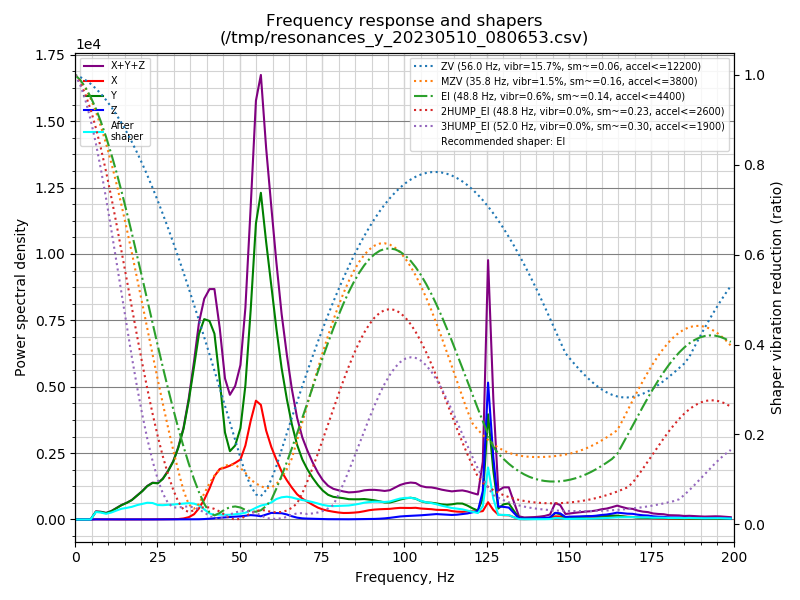 Frequency response and shapers
(/tmp/resonances_y_20230510_080653.csv)
1e4
1.75
1.50
1.25
1.00
0.75
0.50
0.25
0.00
Power spectral density
X+Y+Z
X
Y
Z
After
shaper
ZV (56.0 Hz, vibr=15.7%, sm~=0.06, accel<=12200)
MZV (35.8 Hz, vibr=1.5%, sm~=0.16, accel<=3800)
EI (48.8 Hz, vibr=0.6%, sm~=0.14, accel<=4400)
2HUMP_EI (48.8 Hz, vibr=0.0%, sm~=0.23, accel<=2600)
3HUMP_EI (52.0 Hz, vibr=0.0%, sm~=0.30, accel<=1900)
Recommended shaper: EI
1.0
0.8
0.6
0.4
0.2
0.0
Shaper vibration reduction (ratio)
0 25 50 75 100 125 150 175 200
Frequency, Hz